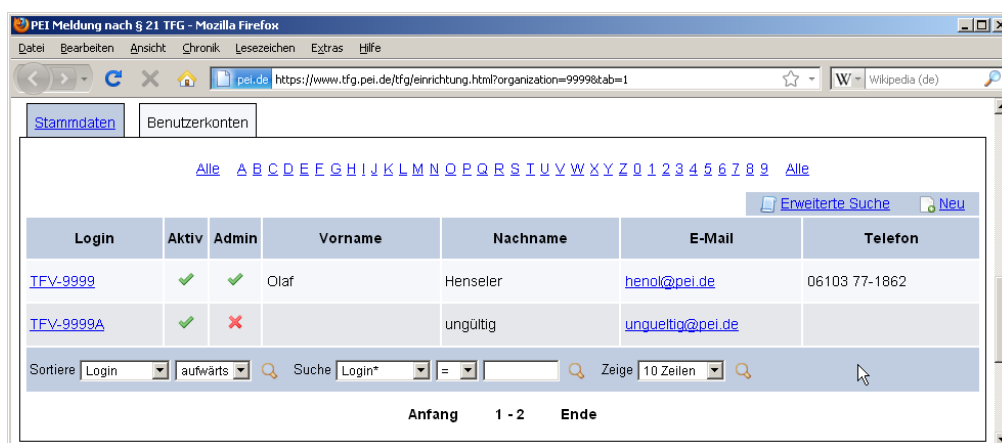 PEI Meldung nach § 21 TFG - Mozilla Firefox
Datei Bearbeiten Ansicht Chronik Lesezeichen Extras Hilfe
pei.de https://www.tfg.pei.de/tfg/einrichtung.html?organization=9999&tab=1 W Wikipedia (de)
Stammdaten Benutzerkonten
Alle A B C D E F G H I J K L M N O P Q R S T U V W X Y Z 0 1 2 3 4 5 6 7 8 9 Alle
Erweiterte Suche Neu
Login Aktiv Admin Vorname Nachname E-Mail Telefon
TFV-9999 Olaf Henseler henol@pei.de 06103 77-1862
TFV-9999A ungültig ungueltig@pei.de
Sortiere Login aufwärts Suche Login* = Zeige 10 Zeilen
Anfang 1 - 2 Ende